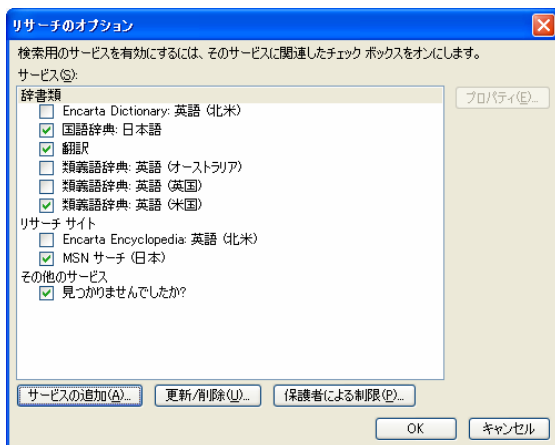 リサーチのオプション
検索用のサービスを有効にするには、そのサービスに関連したチェック ボックスをオンにします。
サービス(S):
辞書類
プロパティ(E)...
Encarta Dictionary: 英語 (北米)
国語辞典: 日本語
翻訳
類義語辞典: 英語 (オーストラリア)
類義語辞典: 英語 (英国)
類義語辞典: 英語 (米国)
リサーチ サイト
Encarta Encyclopedia: 英語 (北米)
MSN サーチ (日本)
その他のサービス
見つかりませんでしたか?
サービスの追加(A)... 更新/削除(U)... 保護者による制限(P)...
OK キャンセル